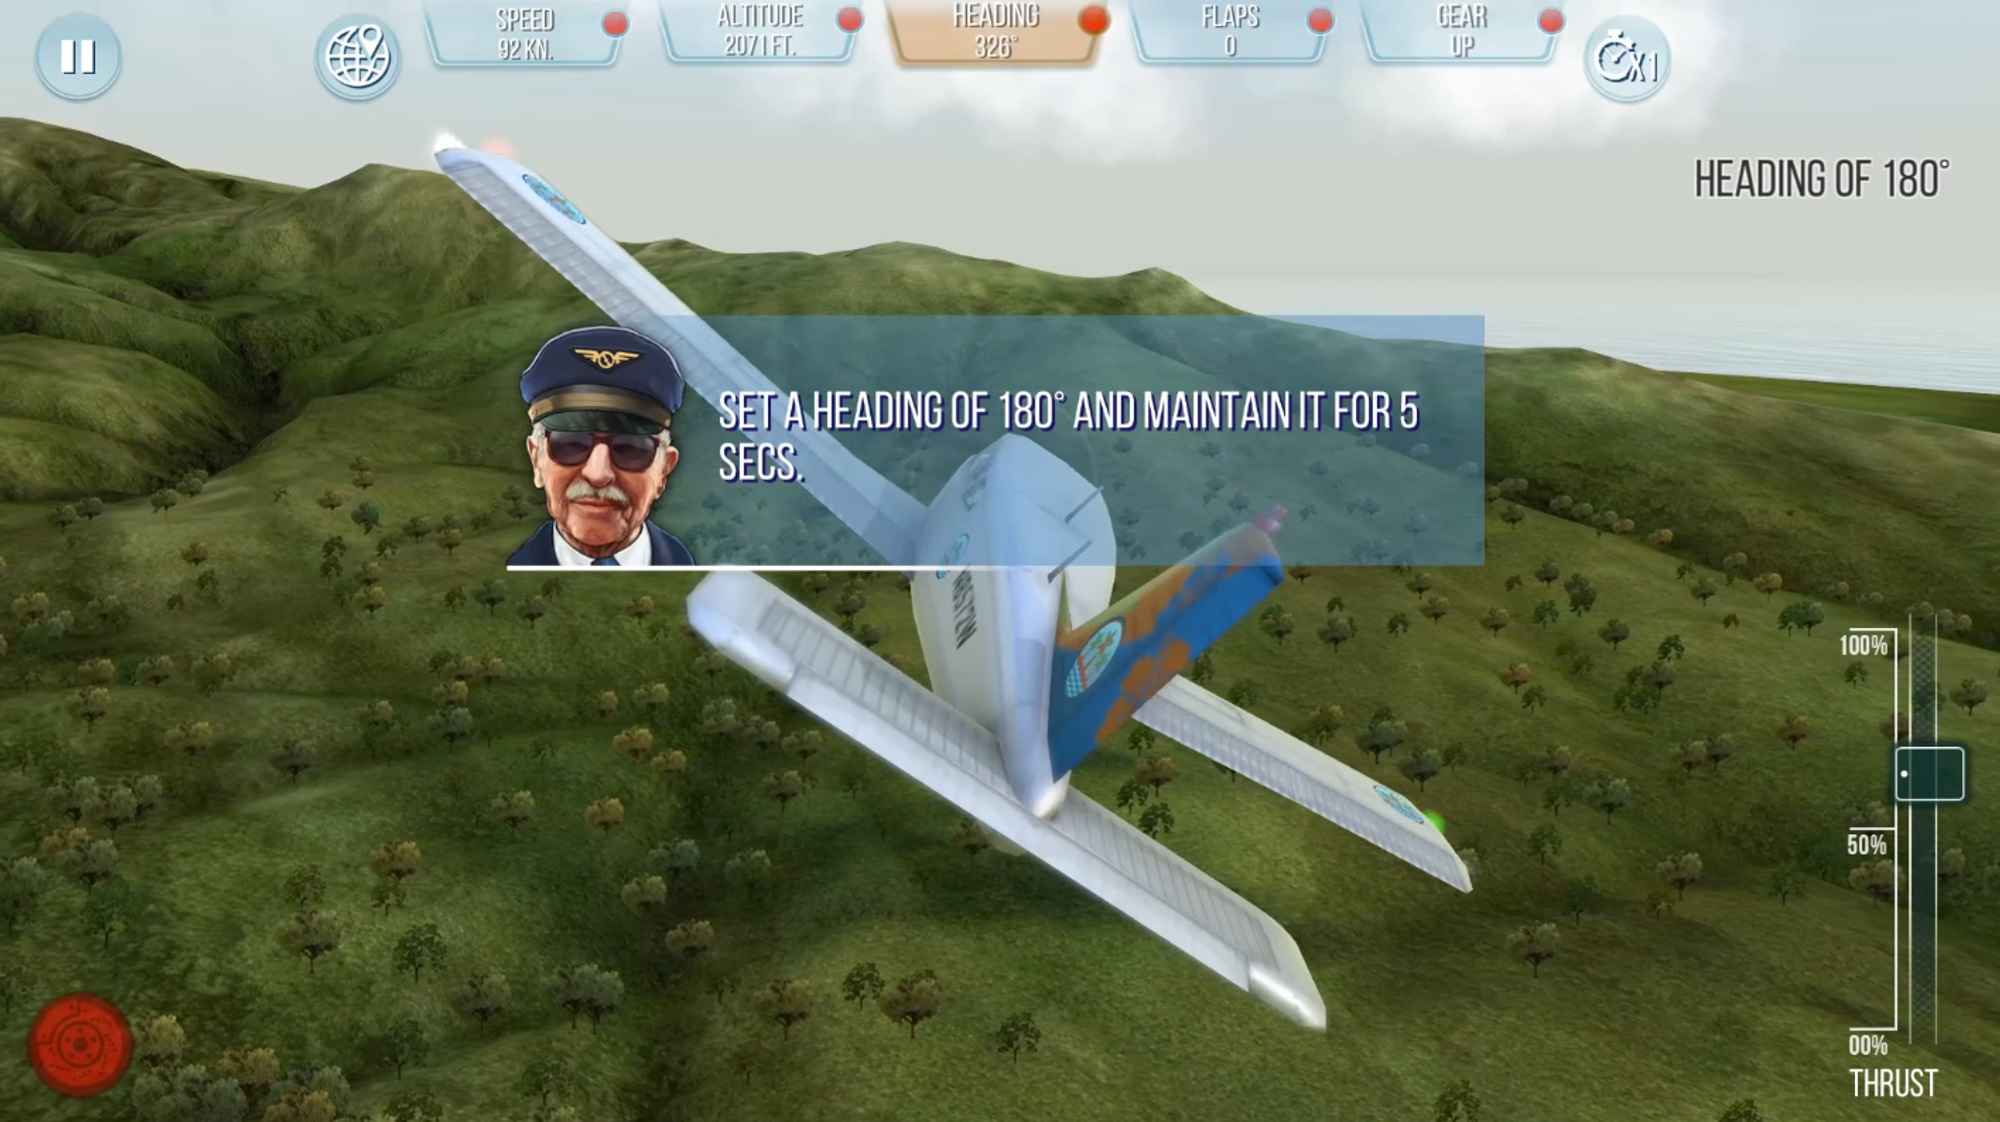 SPEED
92 KN.
ALTITUDE
2071 FT.
HEADING
326°
FLAPS
0
GEAR
UP
X1
HEADING OF 180°
SET A HEADING OF 180° AND MAINTAIN IT FOR 5
SECS.
100%
50%
00%
THRUST